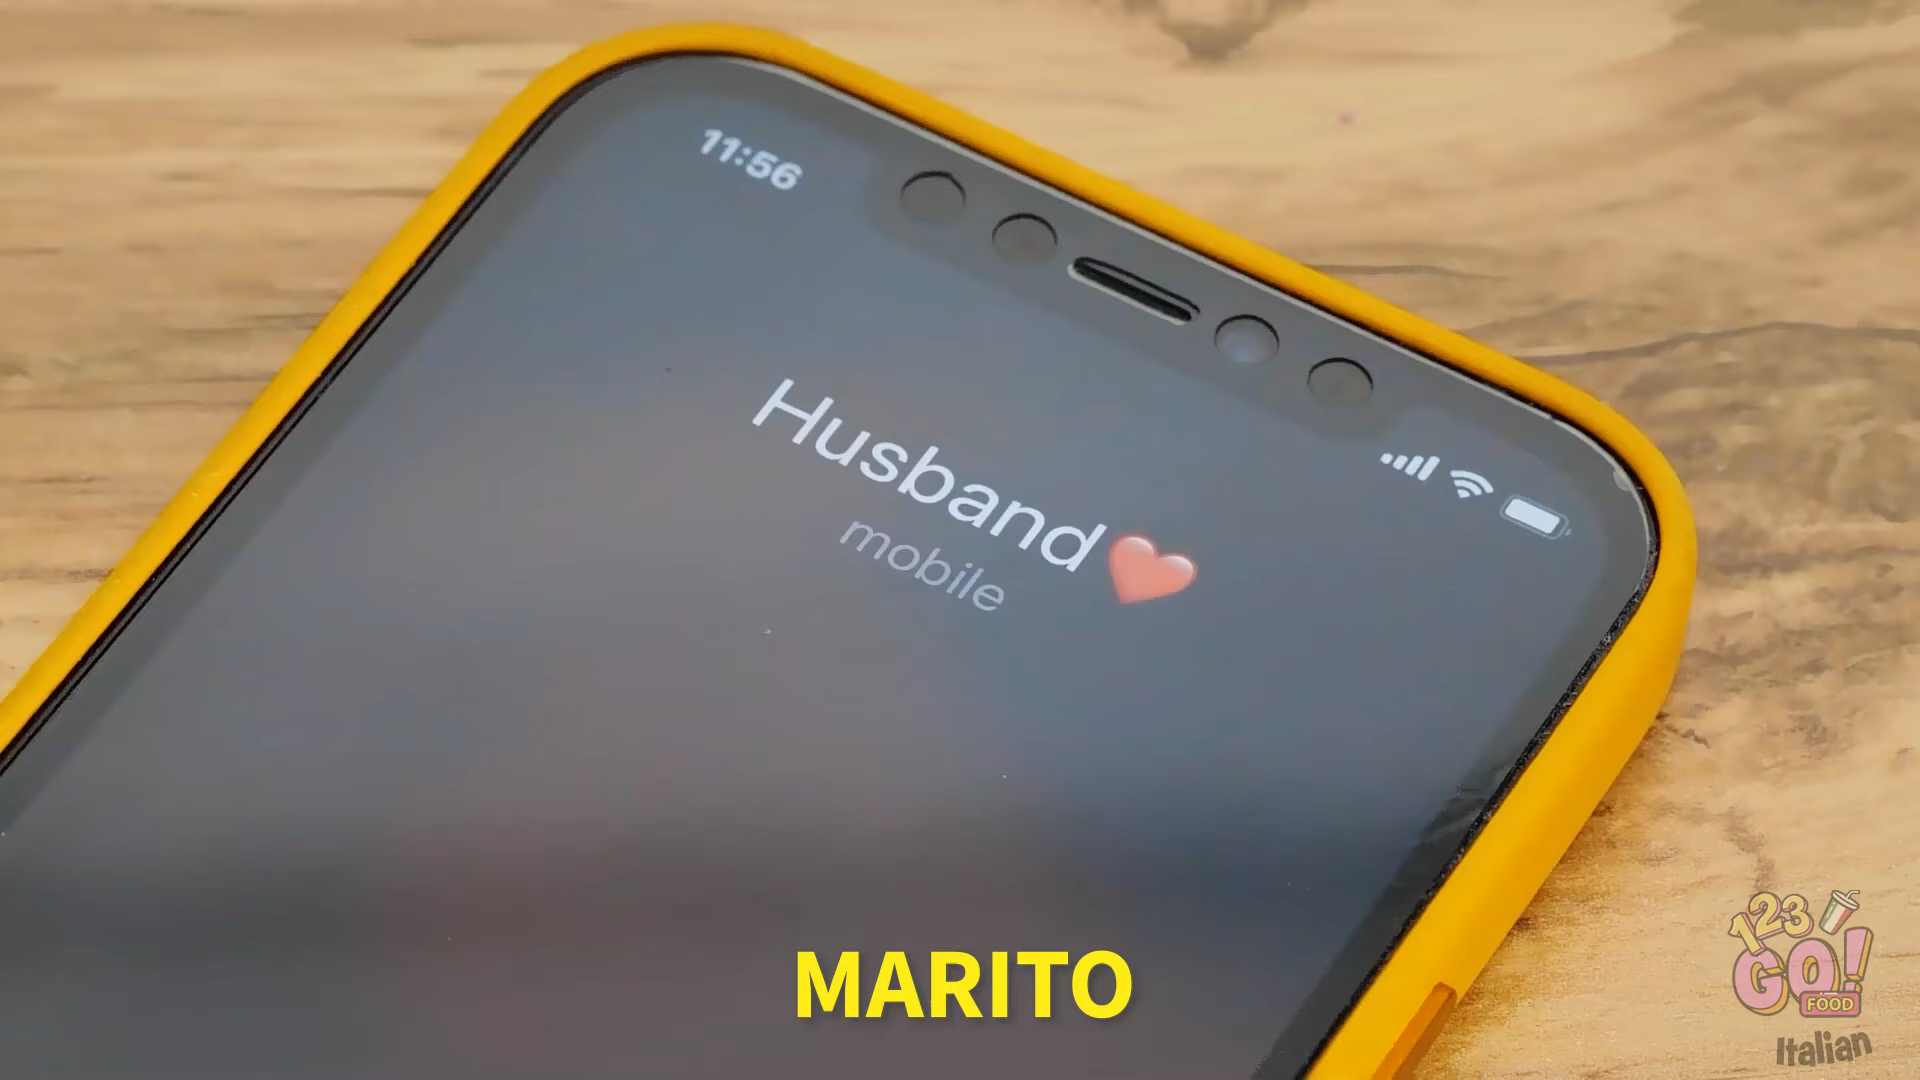 11:56
Husband❤️
mobile
MARITO
123
GO!
FOOD
Italian